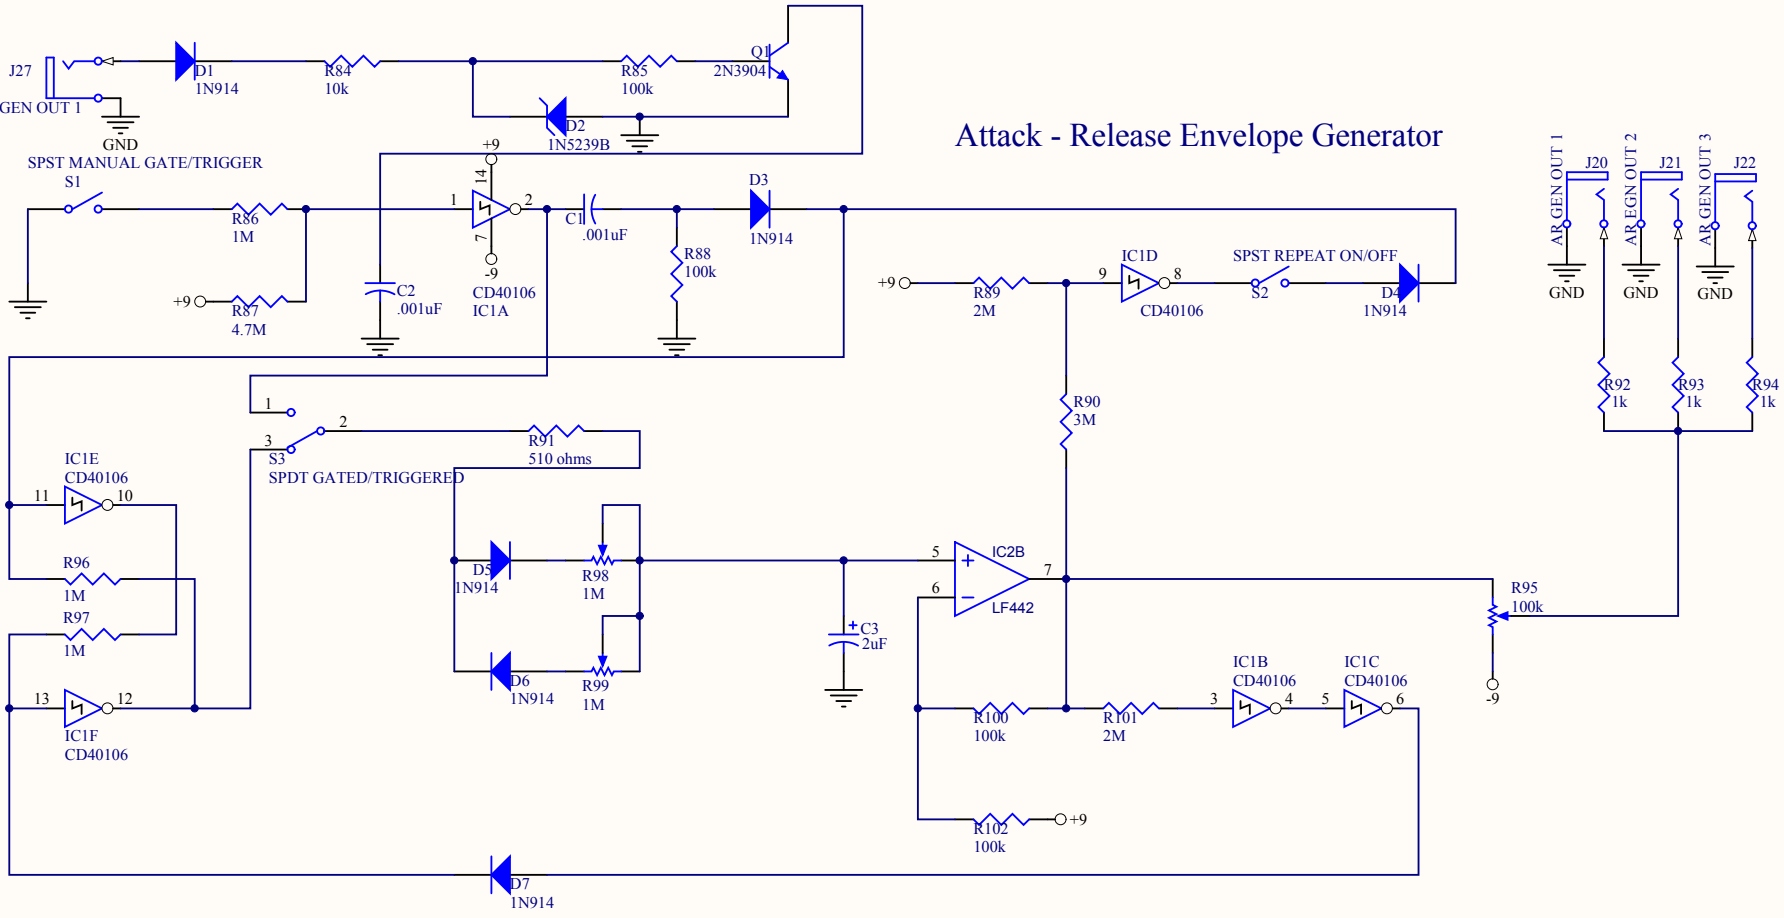 Attack - Release Envelope Generator
J27
GEN OUT 1
GND
D1
1N914
R84
10k
R85
100k
Q1
2N3904
D2
1N5239B
SPST MANUAL GATE/TRIGGER
S1
R86
1M
+9
R87
4.7M
+9
14
1
2
7
-9
CD40106
IC1A
C2
.001uF
C1
.001uF
R88
100k
D3
1N914
+9
R89
2M
9
IC1D
8
CD40106
SPST REPEAT ON/OFF
S2
D4
1N914
AR GEN OUT 1
J20
GND
AR EGN OUT 2
J21
GND
AR GEN OUT 3
J22
GND
R92
1k
R93
1k
R94
1k
R90
3M
1
2
3
S3
SPDT GATED/TRIGGERED
R91
510 ohms
IC1E
CD40106
11
10
R96
1M
R97
1M
13
12
IC1F
CD40106
D5
1N914
R98
1M
D6
1N914
R99
1M
+
C3
2uF
5
6
7
+
−
IC2B
LF442
R95
100k
-9
R100
100k
R101
2M
IC1B
CD40106
3
4
IC1C
CD40106
5
6
R102
100k
+9
D7
1N914